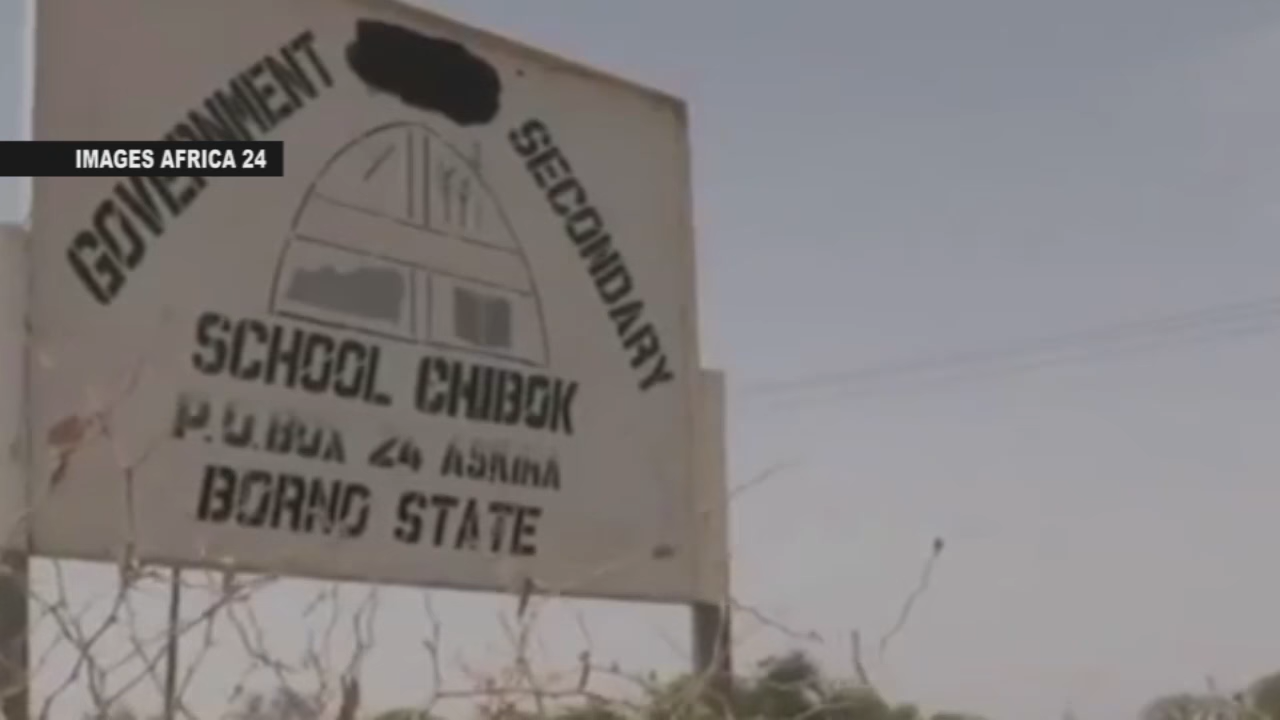 IMAGES AFRICA 24
GOVERNMENT SECONDARY
SCHOOL CHIBOK
P.O.BOX 24 ASKIRA
BORNO STATE